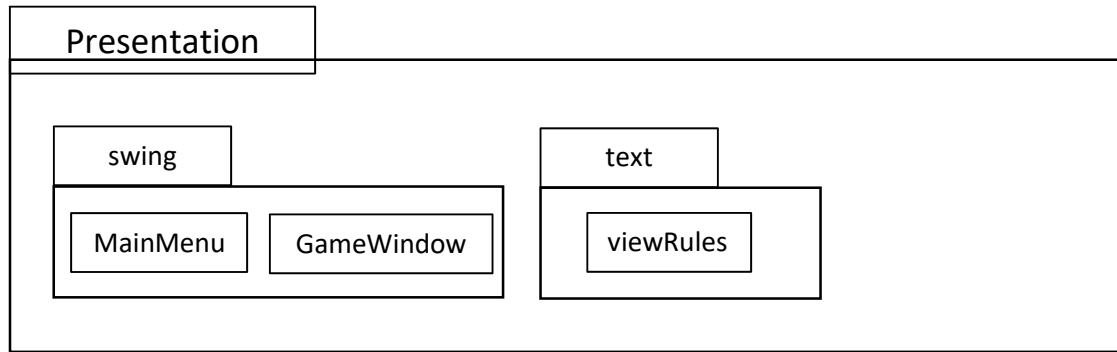 Presentation
swing
text
MainMenu
GameWindow
viewRules